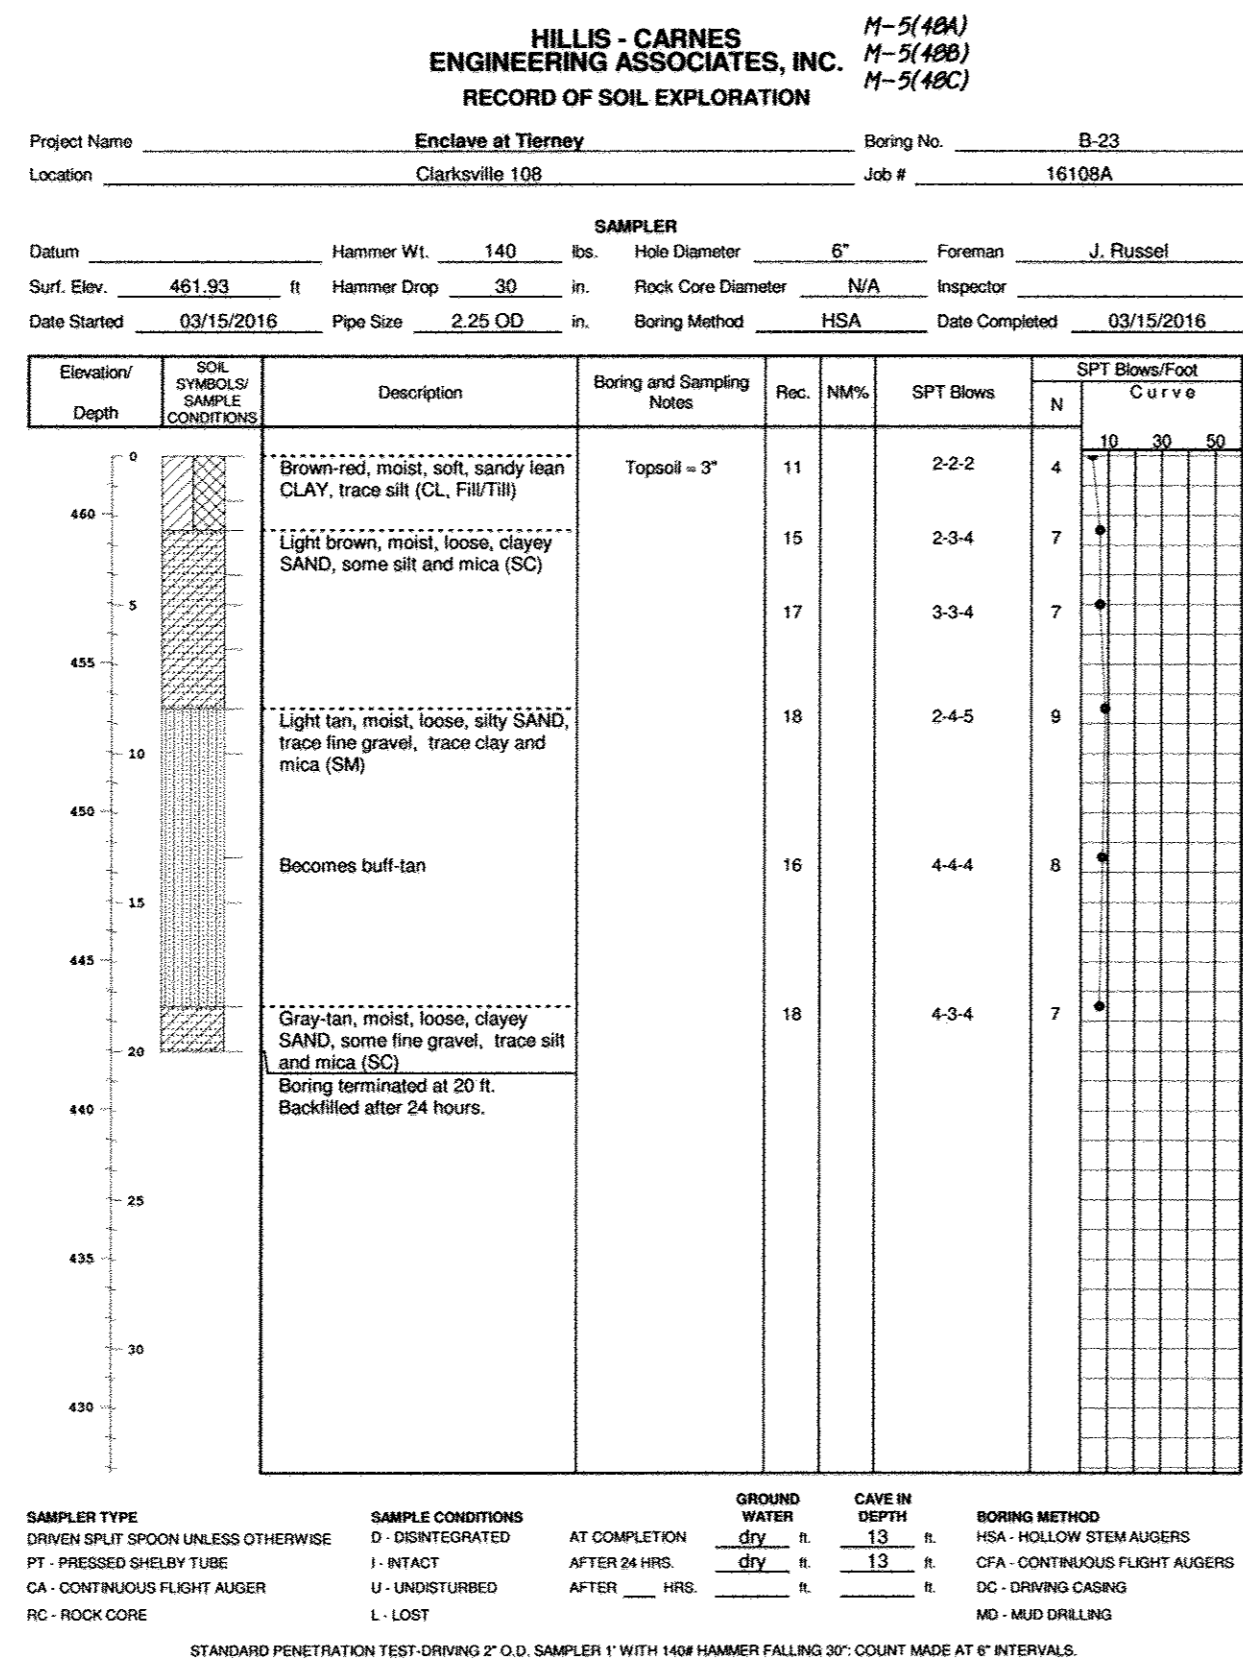 HILLIS - CARNES
ENGINEERING ASSOCIATES, INC.
M-5(48A)
M-5(48B)
M-5(48C)
RECORD OF SOIL EXPLORATION
Project Name Enclave at Tierney Boring No. B-23
Location Clarksville 108 Job # 16108A
SAMPLER
Datum Hammer Wt. 140 lbs. Hole Diameter 6" Foreman J. Russel
Surf. Elev. 461.93 ft Hammer Drop 30 in. Rock Core Diameter N/A Inspector
Date Started 03/15/2016 Pipe Size 2.25 OD in. Boring Method HSA Date Completed 03/15/2016
Elevation/
Depth
SOIL
SYMBOLS/
SAMPLE
CONDITIONS
Description
Boring and Sampling
Notes
Rec.
NM%
SPT Blows
SPT Blows/Foot
N
Curve
10 30 50
0
Brown-red, moist, soft, sandy lean
CLAY, trace silt (CL, Fill/Till)
Topsoil = 3"
11
2-2-2
4
460
Light brown, moist, loose, clayey
SAND, some silt and mica (SC)
15
2-3-4
7
5
17
3-3-4
7
455
Light tan, moist, loose, silty SAND,
trace fine gravel, trace clay and
mica (SM)
18
2-4-5
9
10
450
Becomes buff-tan
16
4-4-4
8
15
445
Gray-tan, moist, loose, clayey
SAND, some fine gravel, trace silt
and mica (SC)
18
4-3-4
7
20
Boring terminated at 20 ft.
Backfilled after 24 hours.
440
25
435
30
430
SAMPLER TYPE
DRIVEN SPLIT SPOON UNLESS OTHERWISE
PT - PRESSED SHELBY TUBE
CA - CONTINUOUS FLIGHT AUGER
RC - ROCK CORE
SAMPLE CONDITIONS
D - DISINTEGRATED
I - INTACT
U - UNDISTURBED
L - LOST
GROUND
WATER
CAVE IN
DEPTH
AT COMPLETION dry ft. 13 ft.
AFTER 24 HRS. dry ft. 13 ft.
AFTER ___ HRS. ft. ft.
BORING METHOD
HSA - HOLLOW STEM AUGERS
CFA - CONTINUOUS FLIGHT AUGERS
DC - DRIVING CASING
MD - MUD DRILLING
STANDARD PENETRATION TEST-DRIVING 2" O.D. SAMPLER 1' WITH 140# HAMMER FALLING 30"; COUNT MADE AT 6" INTERVALS.